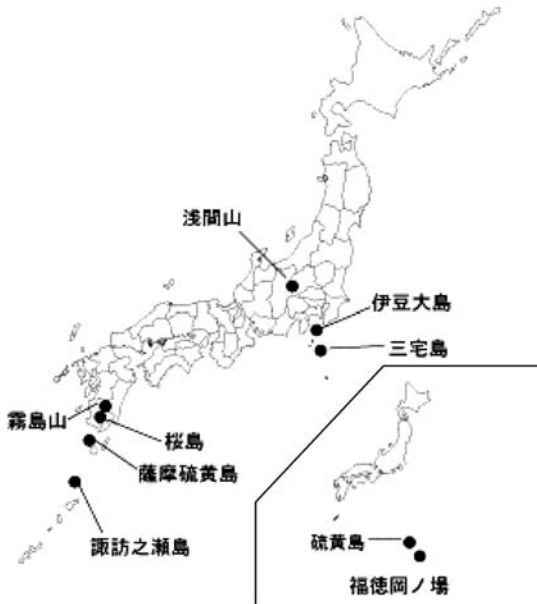 浅間山
伊豆大島
三宅島
霧島山
桜島
薩摩硫黄島
諏訪之瀬島
硫黄島
福徳岡ノ場